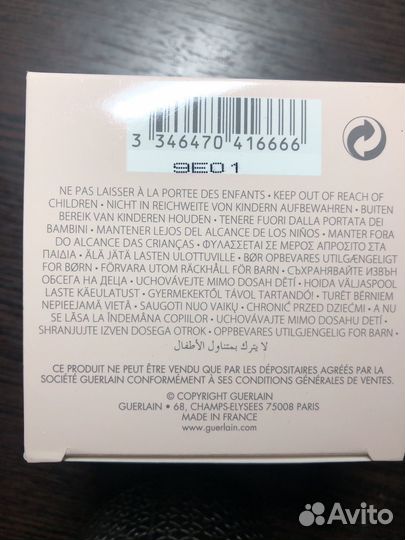 3 346470 416666
9E01
NE PAS LAISSER À LA PORTEE DES ENFANTS • KEEP OUT OF REACH OF
CHILDREN • NICHT IN REICHWEITE VON KINDERN AUFBEWAHREN • BUITEN
BEREIK VAN KINDEREN HOUDEN • TENERE FUORI DALLA PORTATA DEI
BAMBINI • MANTENER LEJOS DEL ALCANCE DE LOS NIÑOS • MANTER FORA
DO ALCANCE DAS CRIANÇAS • ΦΥΛΑΣΣΕΤΑΙ ΣΕ ΜΕΡΟΣ ΑΠΡΟΣΙΤΟ ΣΤΑ
ΠΑΙΔΙΑ • ÄLÄ JÄTÄ LASTEN ULOTTUVILLE • BØR OPBEVARES UTILGÆNGELIGT
FOR BØRN • FÖRVARA UTOM RÄCKHÅLL FÖR BARN • СЪХРАНЯВАЙТЕ ИЗВЪН
ОБСЕГА НА ДЕЦА • UCHOVÁVEJTE MIMO DOSAH DĚTÍ • HOIDA VÄLJASPOOL
LASTE KÄEULATUST • GYERMEKEKTŐL TÁVOL TARTANDÓ! • TURĒT BĒRNIEM
NEPIEEJAMĀ VIETĀ • SAUGOTI NUO VAIKŲ • CHRONIĆ PRZED DZIEĆMI • A NU
SE LĂSA LA ÎNDEMÂNA COPIILOR • UCHOVÁVAJTE MIMO DOSAHU DETÍ •
SHRANJUJTE IZVEN DOSEGA OTROK • OPPBEVARES UTILGJENGELIG FOR BARN •
لا يترك بمتناول الأطفال
CE PRODUIT NE PEUT ÊTRE VENDU QUE PAR LES DÉPOSITAIRES AGRÉÉS PAR LA
SOCIÉTÉ GUERLAIN CONFORMÉMENT À SES CONDITIONS GÉNÉRALES DE VENTES.
© COPYRIGHT GUERLAIN
GUERLAIN • 68, CHAMPS-ELYSEES 75008 PARIS
MADE IN FRANCE
www.guerlain.com
Avito